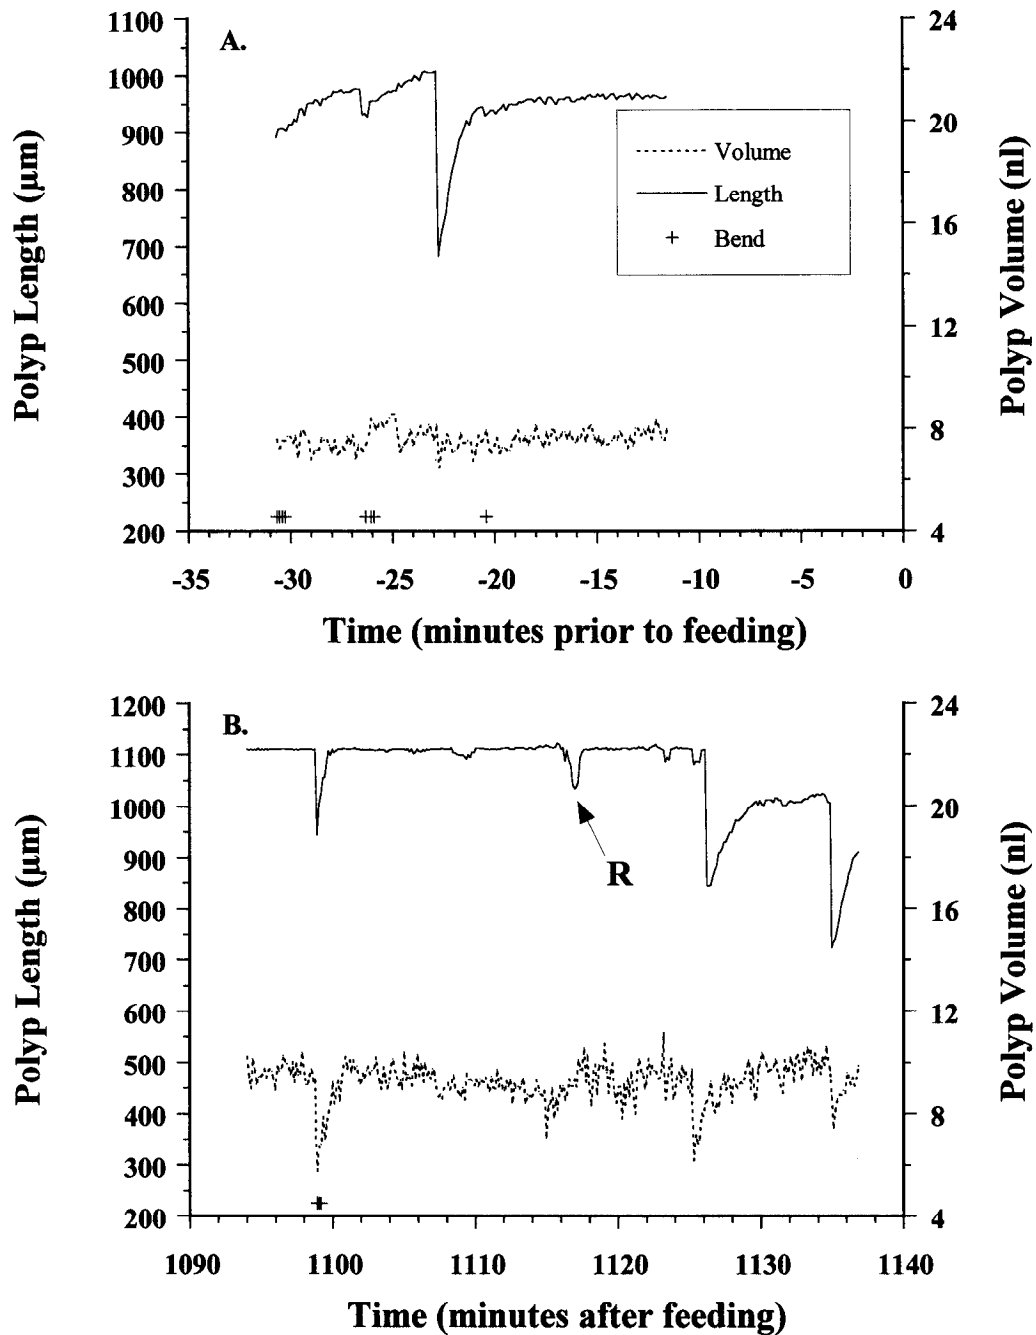 A.
1100
1000
900
800
700
600
500
400
300
200
Polyp Length (µm)
24
20
16
12
8
4
Polyp Volume (nl)
Volume
Length
Bend
-35 -30 -25 -20 -15 -10 -5 0
Time (minutes prior to feeding)
B.
1200
1100
1000
900
800
700
600
500
400
300
200
Polyp Length (µm)
24
20
16
12
8
4
Polyp Volume (nl)
R
1090 1100 1110 1120 1130 1140
Time (minutes after feeding)